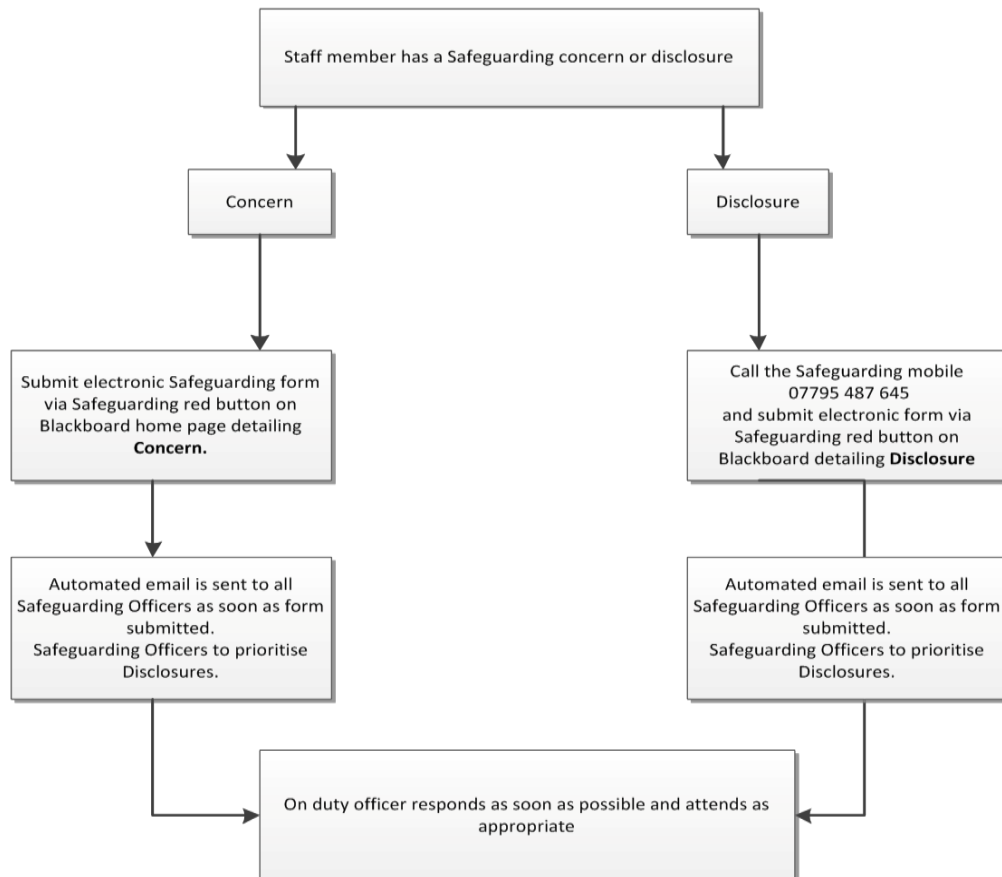 Staff member has a Safeguarding concern or disclosure
Concern
Disclosure
Submit electronic Safeguarding form
via Safeguarding red button on
Blackboard home page detailing
Concern.
Call the Safeguarding mobile
07795 487 645
and submit electronic form via
Safeguarding red button on
Blackboard detailing Disclosure
Automated email is sent to all
Safeguarding Officers as soon as form
submitted.
Safeguarding Officers to prioritise
Disclosures.
Automated email is sent to all
Safeguarding Officers as soon as form
submitted.
Safeguarding Officers to prioritise
Disclosures.
On duty officer responds as soon as possible and attends as
appropriate